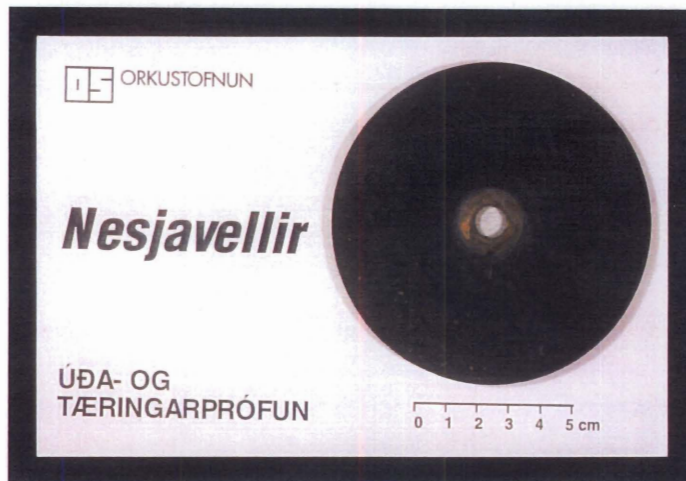 OS ORKUSTOFNUN
Nesjavellir
ÚÐA- OG
TÆRINGARPRÓFUN
0 1 2 3 4 5 cm